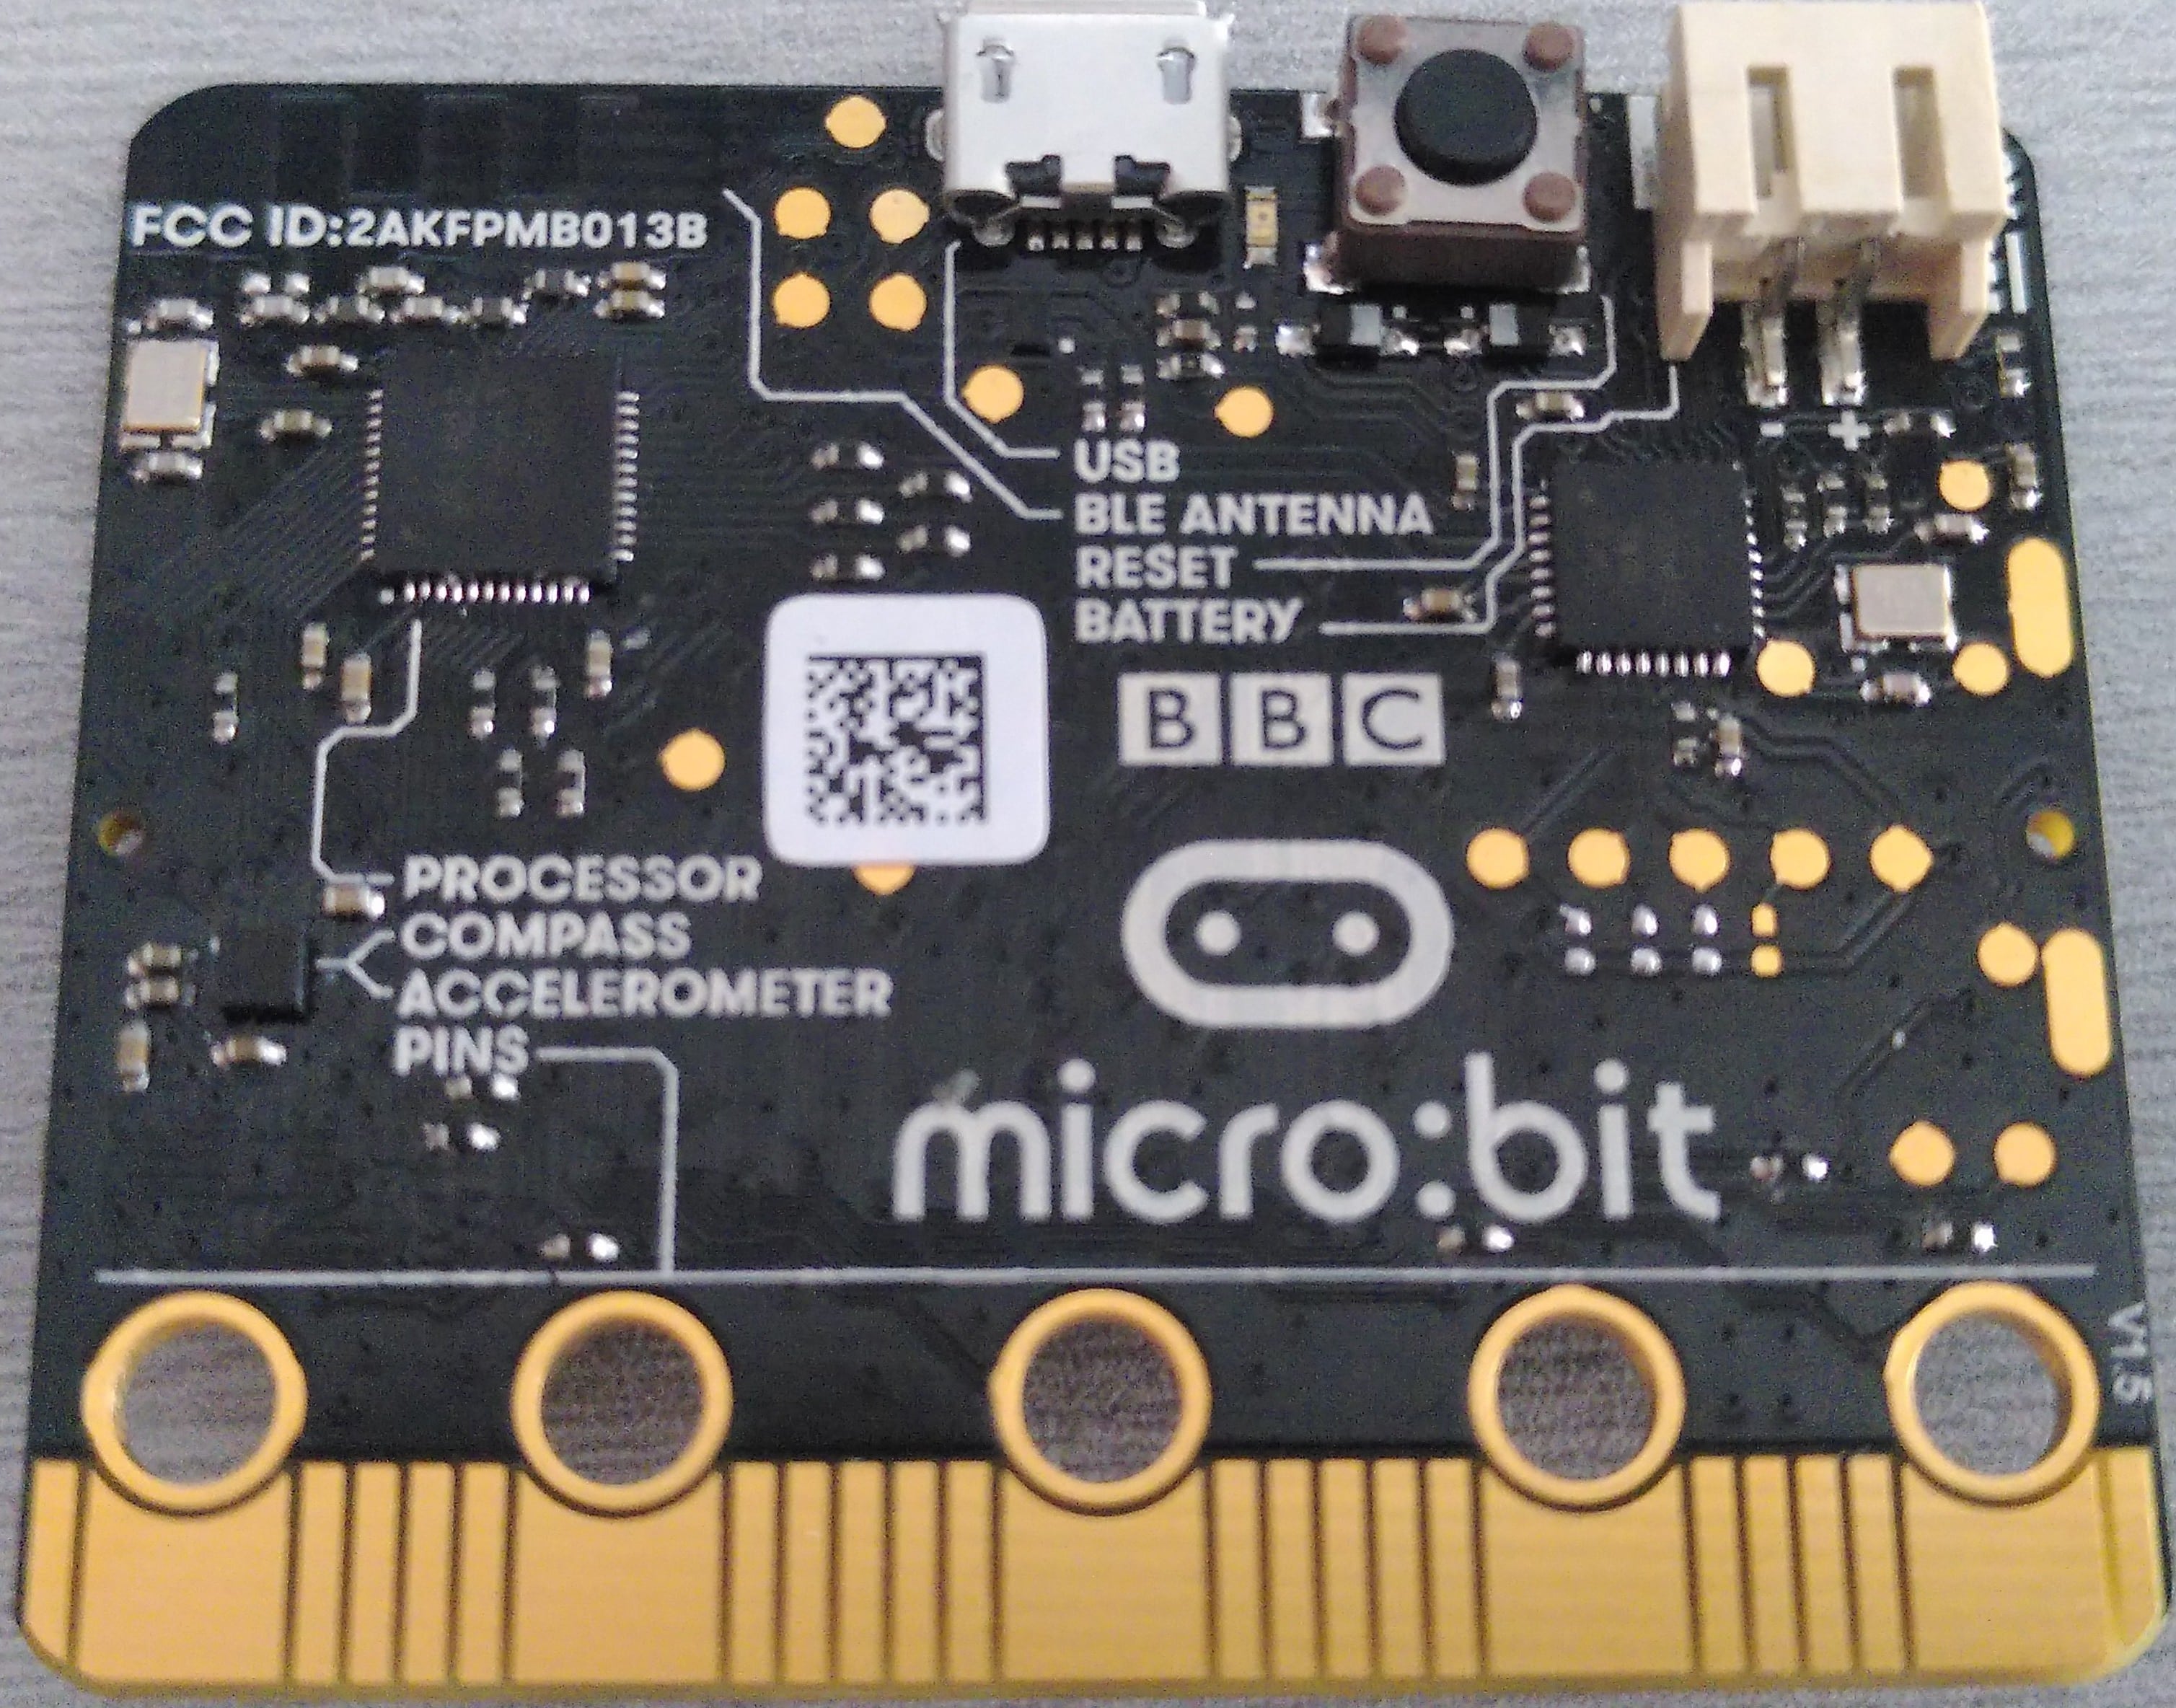 FCC ID:2AKFPMB013B
USB
BLE ANTENNA
RESET
BATTERY
- +
BBC
PROCESSOR
COMPASS
ACCELEROMETER
PINS
micro:bit
V1.5